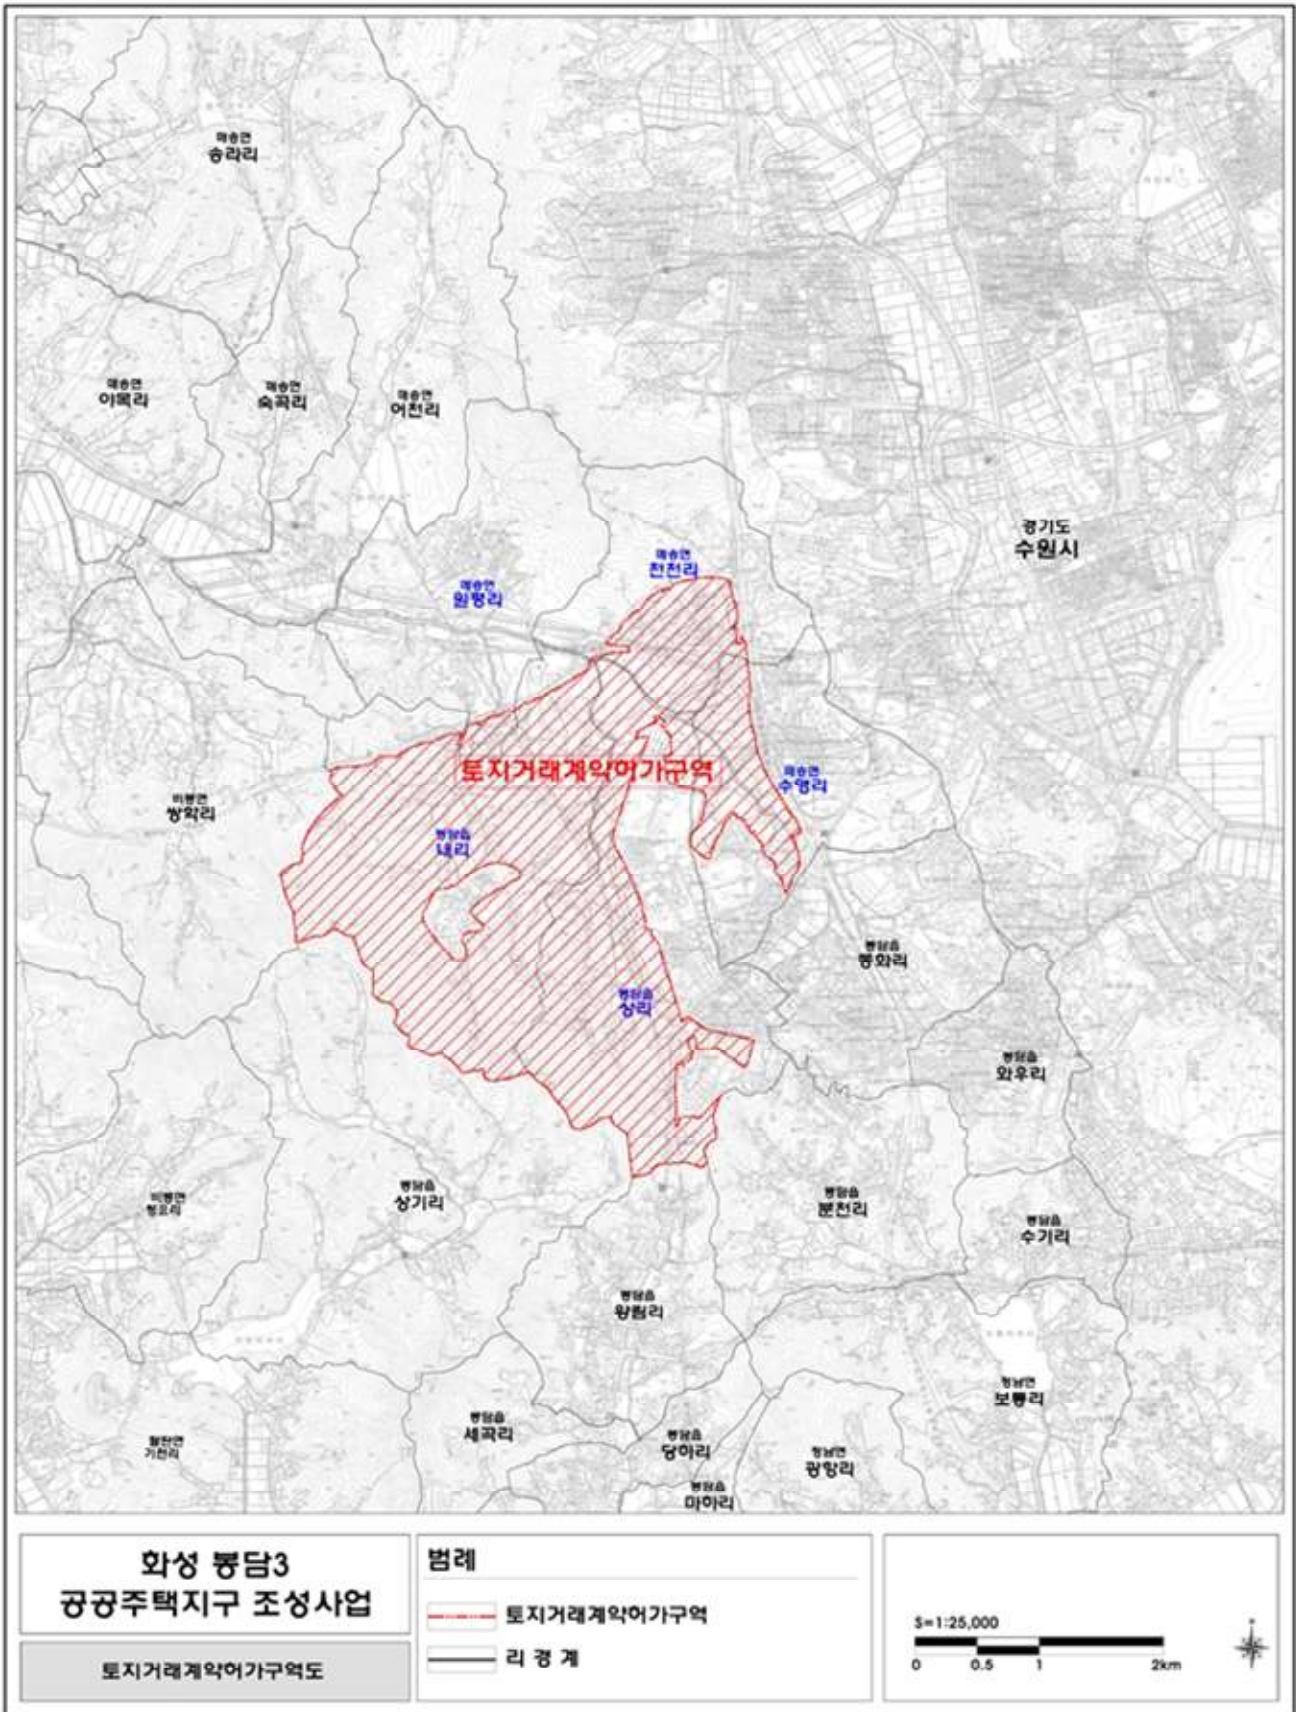 매송면
송라리
매송면
야목리
매송면
숙곡리
매송면
어천리
경기도
수원시
매송면
천천리
매송면
원평리
토지거래계약허가구역
매송면
수영리
비봉면
쌍학리
봉담읍
내리
봉담읍
동화리
봉담읍
상리
봉담읍
와우리
비봉면
청요리
봉담읍
상기리
봉담읍
분천리
봉담읍
수기리
봉담읍
왕림리
정남면
보통리
봉담읍
세곡리
팔탄면
기천리
봉담읍
당하리
정남면
괘랑리
봉담읍
마하리
화성 봉담3
공공주택지구 조성사업
토지거래계약허가구역도
범례
토지거래계약허가구역
리 경 계
S=1:25,000
0 0.5 1 2km